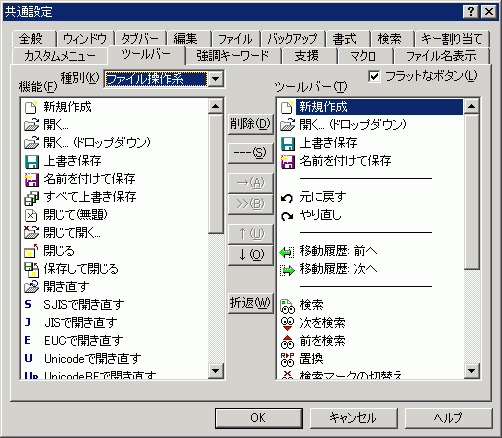 共通設定
全般 ウィンドウ タブバー 編集 ファイル バックアップ 書式 検索 キー割り当て
カスタムメニュー ツールバー 強調キーワード 支援 マクロ ファイル名表示
種別(K) ファイル操作系 フラットなボタン(L)
機能(F) ツールバー(T)
新規作成
開く...
開く... (ドロップダウン)
上書き保存
名前を付けて保存
すべて上書き保存
閉じて(無題)
閉じて開く...
閉じる
保存して閉じる
開き直す
S SJISで開き直す
J JISで開き直す
E EUCで開き直す
U Unicodeで開き直す
UB UnicodeBEで開き直す
削除(D)
---(S)
→(A)
>>(B)
↑(U)
↓(O)
折返(W)
新規作成
開く...
開く... (ドロップダウン)
上書き保存
名前を付けて保存
元に戻す
やり直し
移動履歴: 前へ
移動履歴: 次へ
検索
次を検索
前を検索
置換
検索マークの切替え
OK キャンセル ヘルプ